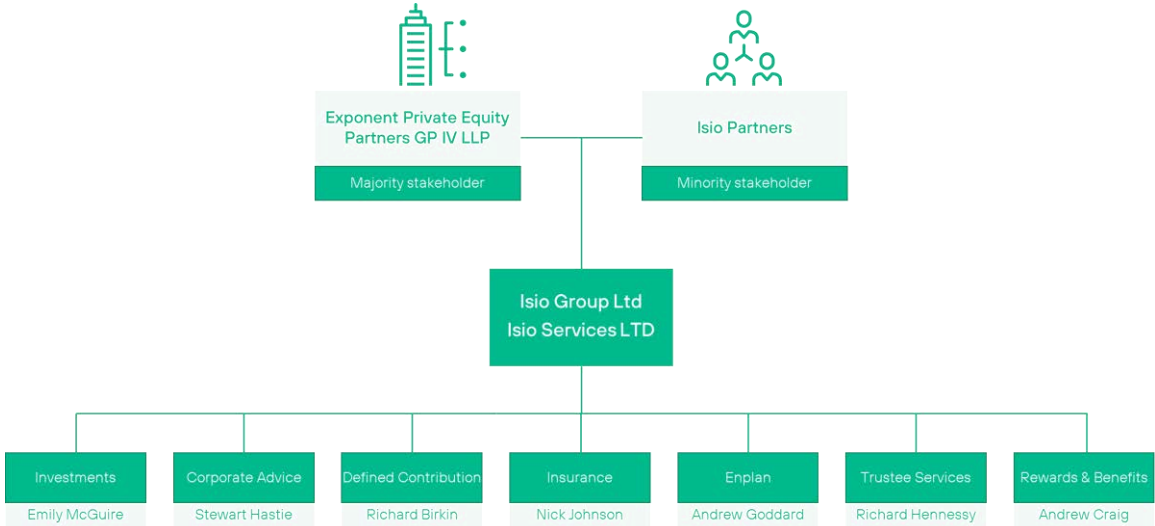 Exponent Private Equity
Partners GP IV LLP
Majority stakeholder
Isio Partners
Minority stakeholder
Isio Group Ltd
Isio Services LTD
Investments
Emily McGuire
Corporate Advice
Stewart Hastie
Defined Contribution
Richard Birkin
Insurance
Nick Johnson
Enplan
Andrew Goddard
Trustee Services
Richard Hennessy
Rewards & Benefits
Andrew Craig